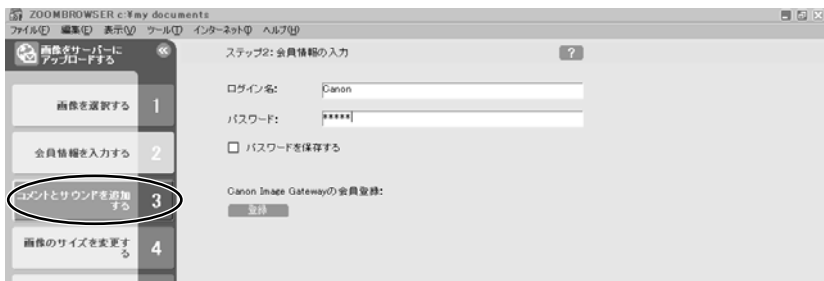 ZOOMBROWSER c:¥my documents
ファイル(F) 編集(E) 表示(V) ツール(T) インターネット(I) ヘルプ(H)
画像をサーバーに
アップロードする
ステップ2: 会員情報の入力
?
画像を選択する 1
ログイン名: Canon
パスワード: *****
会員情報を入力する 2
パスワードを保存する
コメントとサウンドを追加
する 3
Canon Image Gatewayの会員登録:
登録
画像のサイズを変更す
る 4